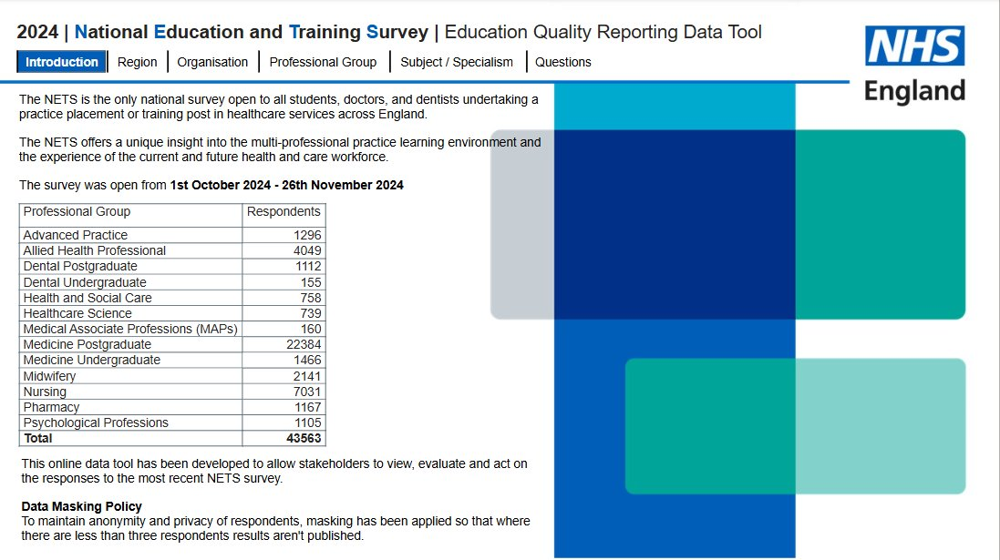 2024 | National Education and Training Survey | Education Quality Reporting Data Tool
NHS
England
Introduction Region Organisation Professional Group Subject / Specialism Questions
The NETS is the only national survey open to all students, doctors, and dentists undertaking a
practice placement or training post in healthcare services across England.
The NETS offers a unique insight into the multi-professional practice learning environment and
the experience of the current and future health and care workforce.
The survey was open from 1st October 2024 - 26th November 2024
Professional Group Respondents
Advanced Practice 1296
Allied Health Professional 4049
Dental Postgraduate 1112
Dental Undergraduate 155
Health and Social Care 758
Healthcare Science 739
Medical Associate Professions (MAPs) 160
Medicine Postgraduate 22384
Medicine Undergraduate 1466
Midwifery 2141
Nursing 7031
Pharmacy 1167
Psychological Professions 1105
Total 43563
This online data tool has been developed to allow stakeholders to view, evaluate and act on
the responses to the most recent NETS survey.
Data Masking Policy
To maintain anonymity and privacy of respondents, masking has been applied so that where
there are less than three respondents results aren't published.